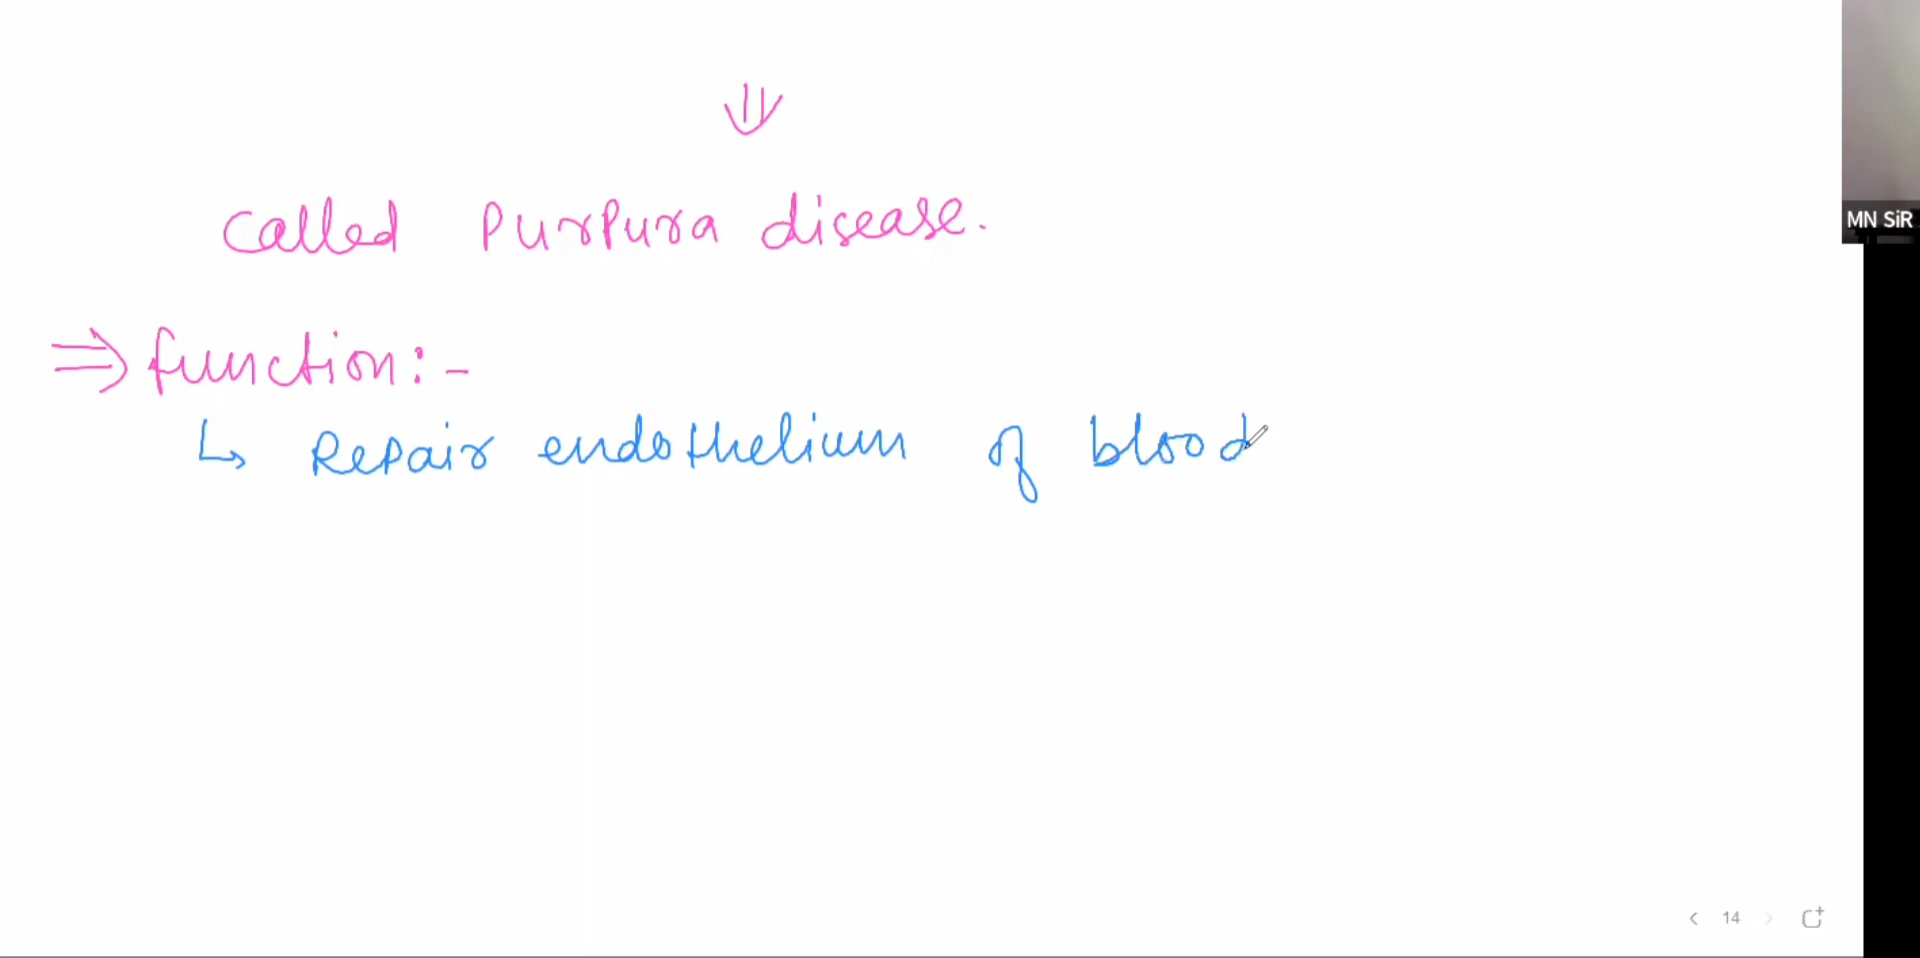 ⇓
called Purpura disease.
MN SiR
⇒ function:-
↳ Repair endothelium of blood
< 14 >